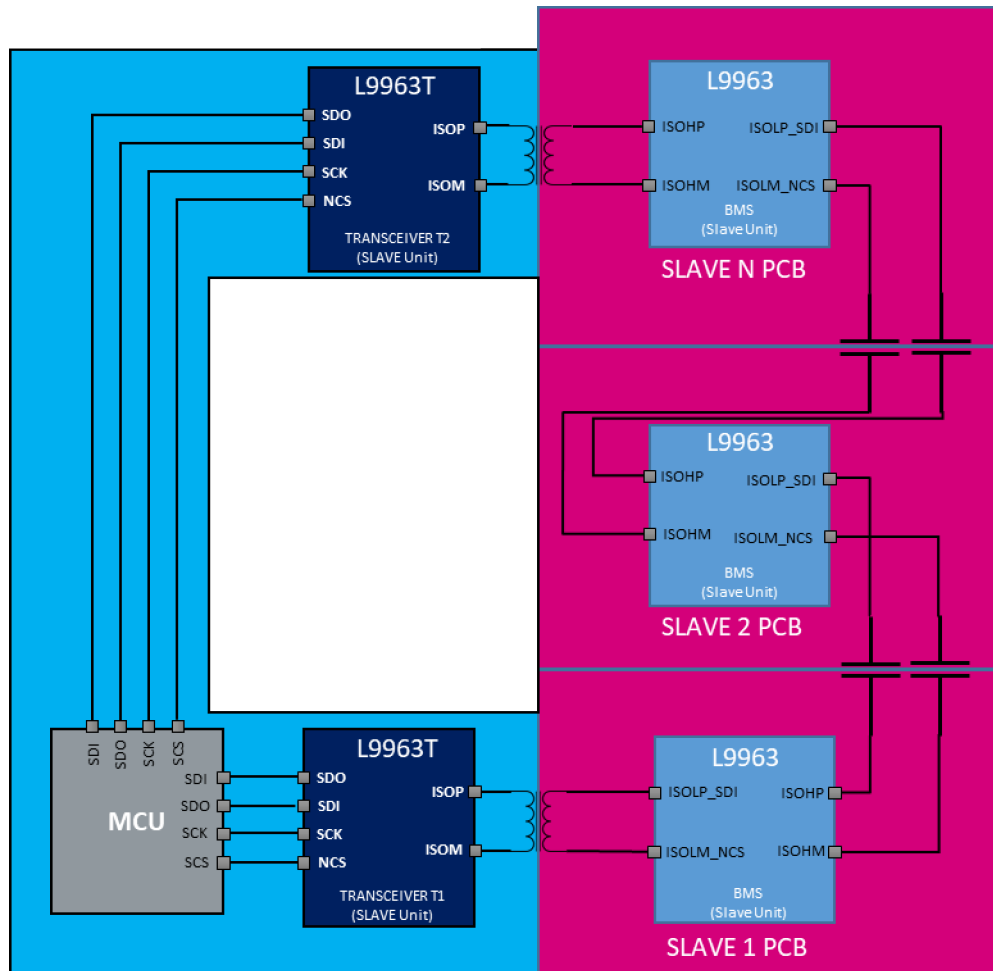 L9963T
SDO
SDI
SCK
NCS
ISOP
ISOM
TRANSCEIVER T2
(SLAVE Unit)
L9963
ISOHP
ISOLP_SDI
ISOHM
ISOLM_NCS
BMS
(Slave Unit)
SLAVE N PCB
L9963
ISOHP
ISOLP_SDI
ISOHM
ISOLM_NCS
BMS
(Slave Unit)
SLAVE 2 PCB
SDI
SDO
SCK
SCS
SDI
SDO
SCK
SCS
MCU
L9963T
SDO
SDI
SCK
NCS
ISOP
ISOM
TRANSCEIVER T1
(SLAVE Unit)
L9963
ISOLP_SDI
ISOHP
ISOLM_NCS
ISOHM
BMS
(Slave Unit)
SLAVE 1 PCB